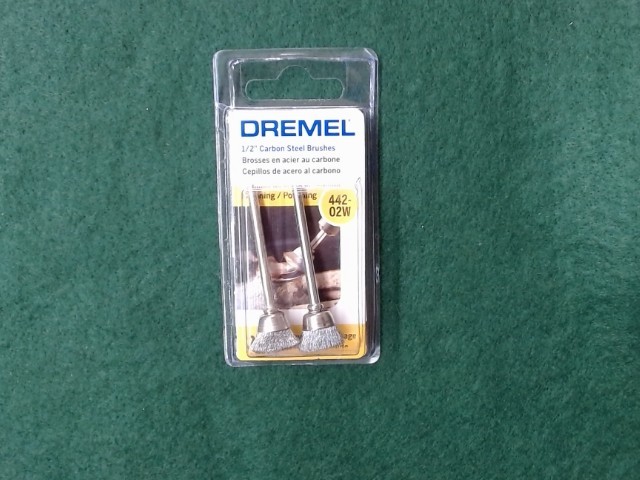 DREMEL
1/2" Carbon Steel Brushes
Brosses en acier au carbone
Cepillos de acero al carbono
442-
02W